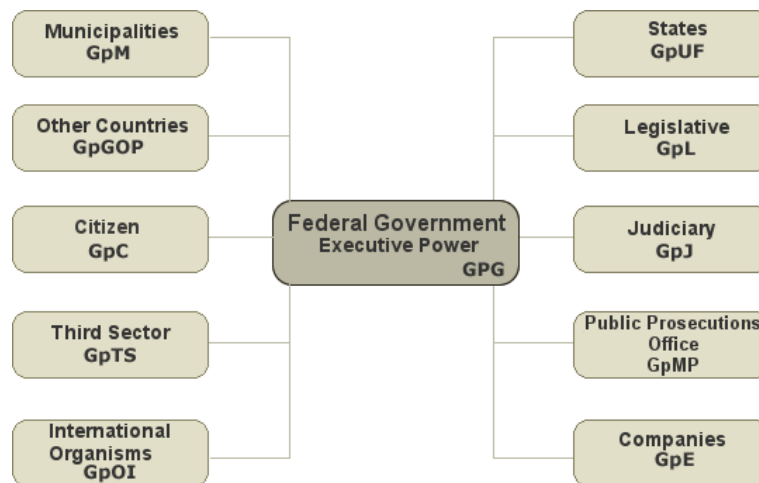 Municipalities
GpM
Other Countries
GpGOP
Citizen
GpC
Third Sector
GpTS
International
Organisms
GpOI
Federal Government
Executive Power
GPG
States
GpUF
Legislative
GpL
Judiciary
GpJ
Public Prosecutions
Office
GpMP
Companies
GpE